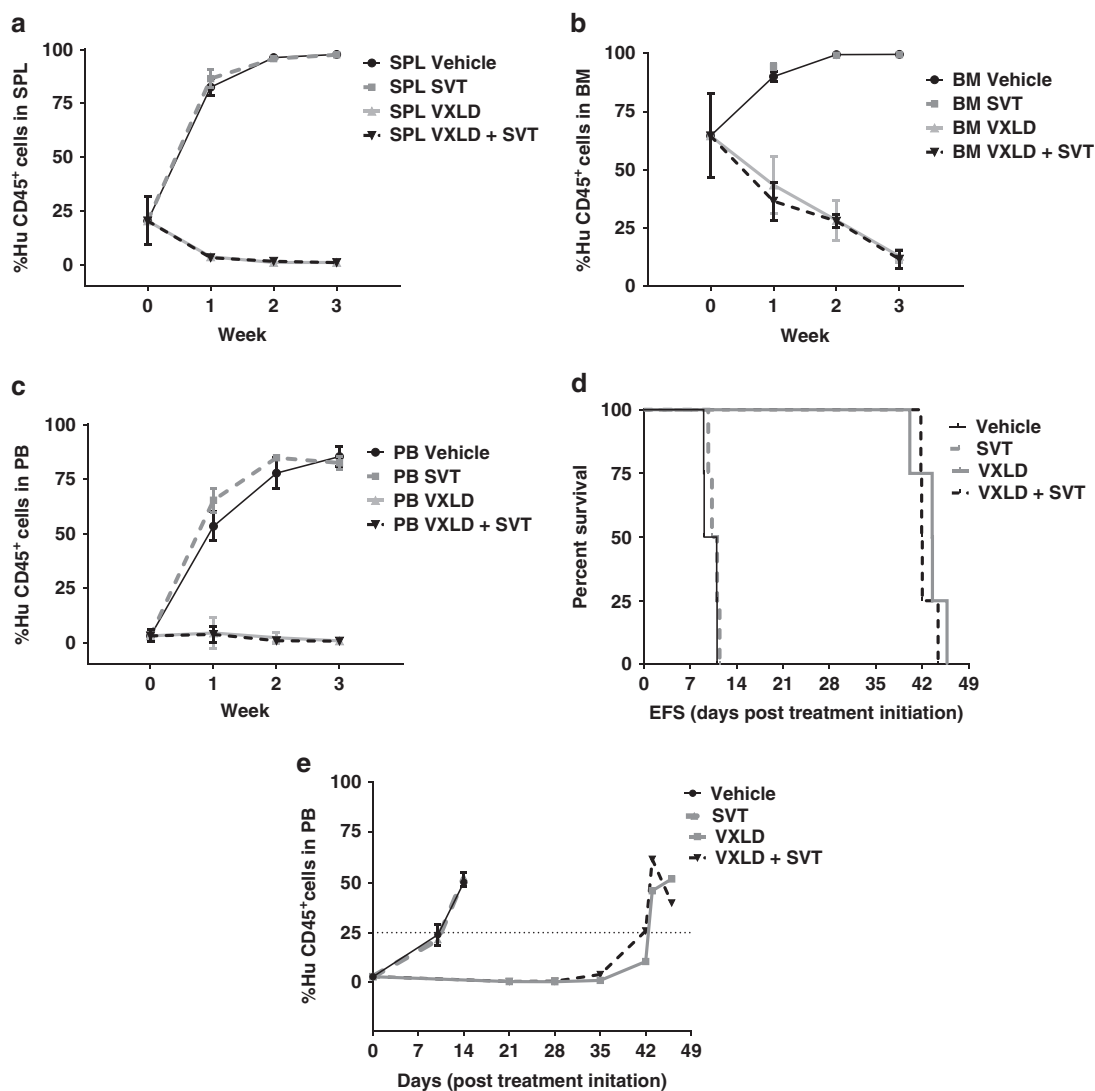 a
%Hu CD45⁺ cells in SPL
100
75
50
25
0
0 1 2 3
Week
SPL Vehicle
SPL SVT
SPL VXLD
SPL VXLD + SVT
b
%Hu CD45⁺ cells in BM
100
75
50
25
0
0 1 2 3
Week
BM Vehicle
BM SVT
BM VXLD
BM VXLD + SVT
c
%Hu CD45⁺ cells in PB
100
75
50
25
0
0 1 2 3
Week
PB Vehicle
PB SVT
PB VXLD
PB VXLD + SVT
d
Percent survival
100
75
50
25
0
0 7 14 21 28 35 42 49
EFS (days post treatment initiation)
Vehicle
SVT
VXLD
VXLD + SVT
e
%Hu CD45⁺cells in PB
100
75
50
25
0
0 7 14 21 28 35 42 49
Days (post treatment initation)
Vehicle
SVT
VXLD
VXLD + SVT